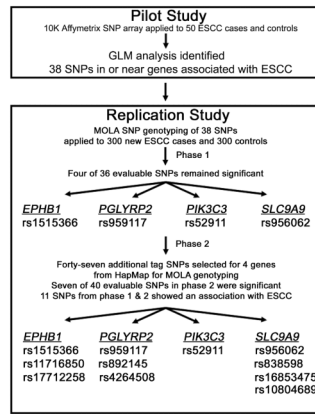 Pilot Study
10K Affymetrix SNP array applied to 50 ESCC cases and controls
GLM analysis identified
38 SNPs in or near genes associated with ESCC
Replication Study
MOLA SNP genotyping of 38 SNPs
applied to 300 new ESCC cases and 300 controls
Phase 1
Four of 36 evaluable SNPs remained significant
EPHB1 PGLYRP2 PIK3C3 SLC9A9
rs1515366 rs959117 rs52911 rs956062
Phase 2
Forty-seven additional tag SNPs selected for 4 genes
from HapMap for MOLA genotyping
Seven of 40 evaluable SNPs in phase 2 were significant
11 SNPs from phase 1 & 2 showed an association with ESCC
EPHB1 PGLYRP2 PIK3C3 SLC9A9
rs1515366 rs959117 rs52911 rs956062
rs11716850 rs892145 rs838598
rs17712258 rs4264508 rs16853475
rs10804689